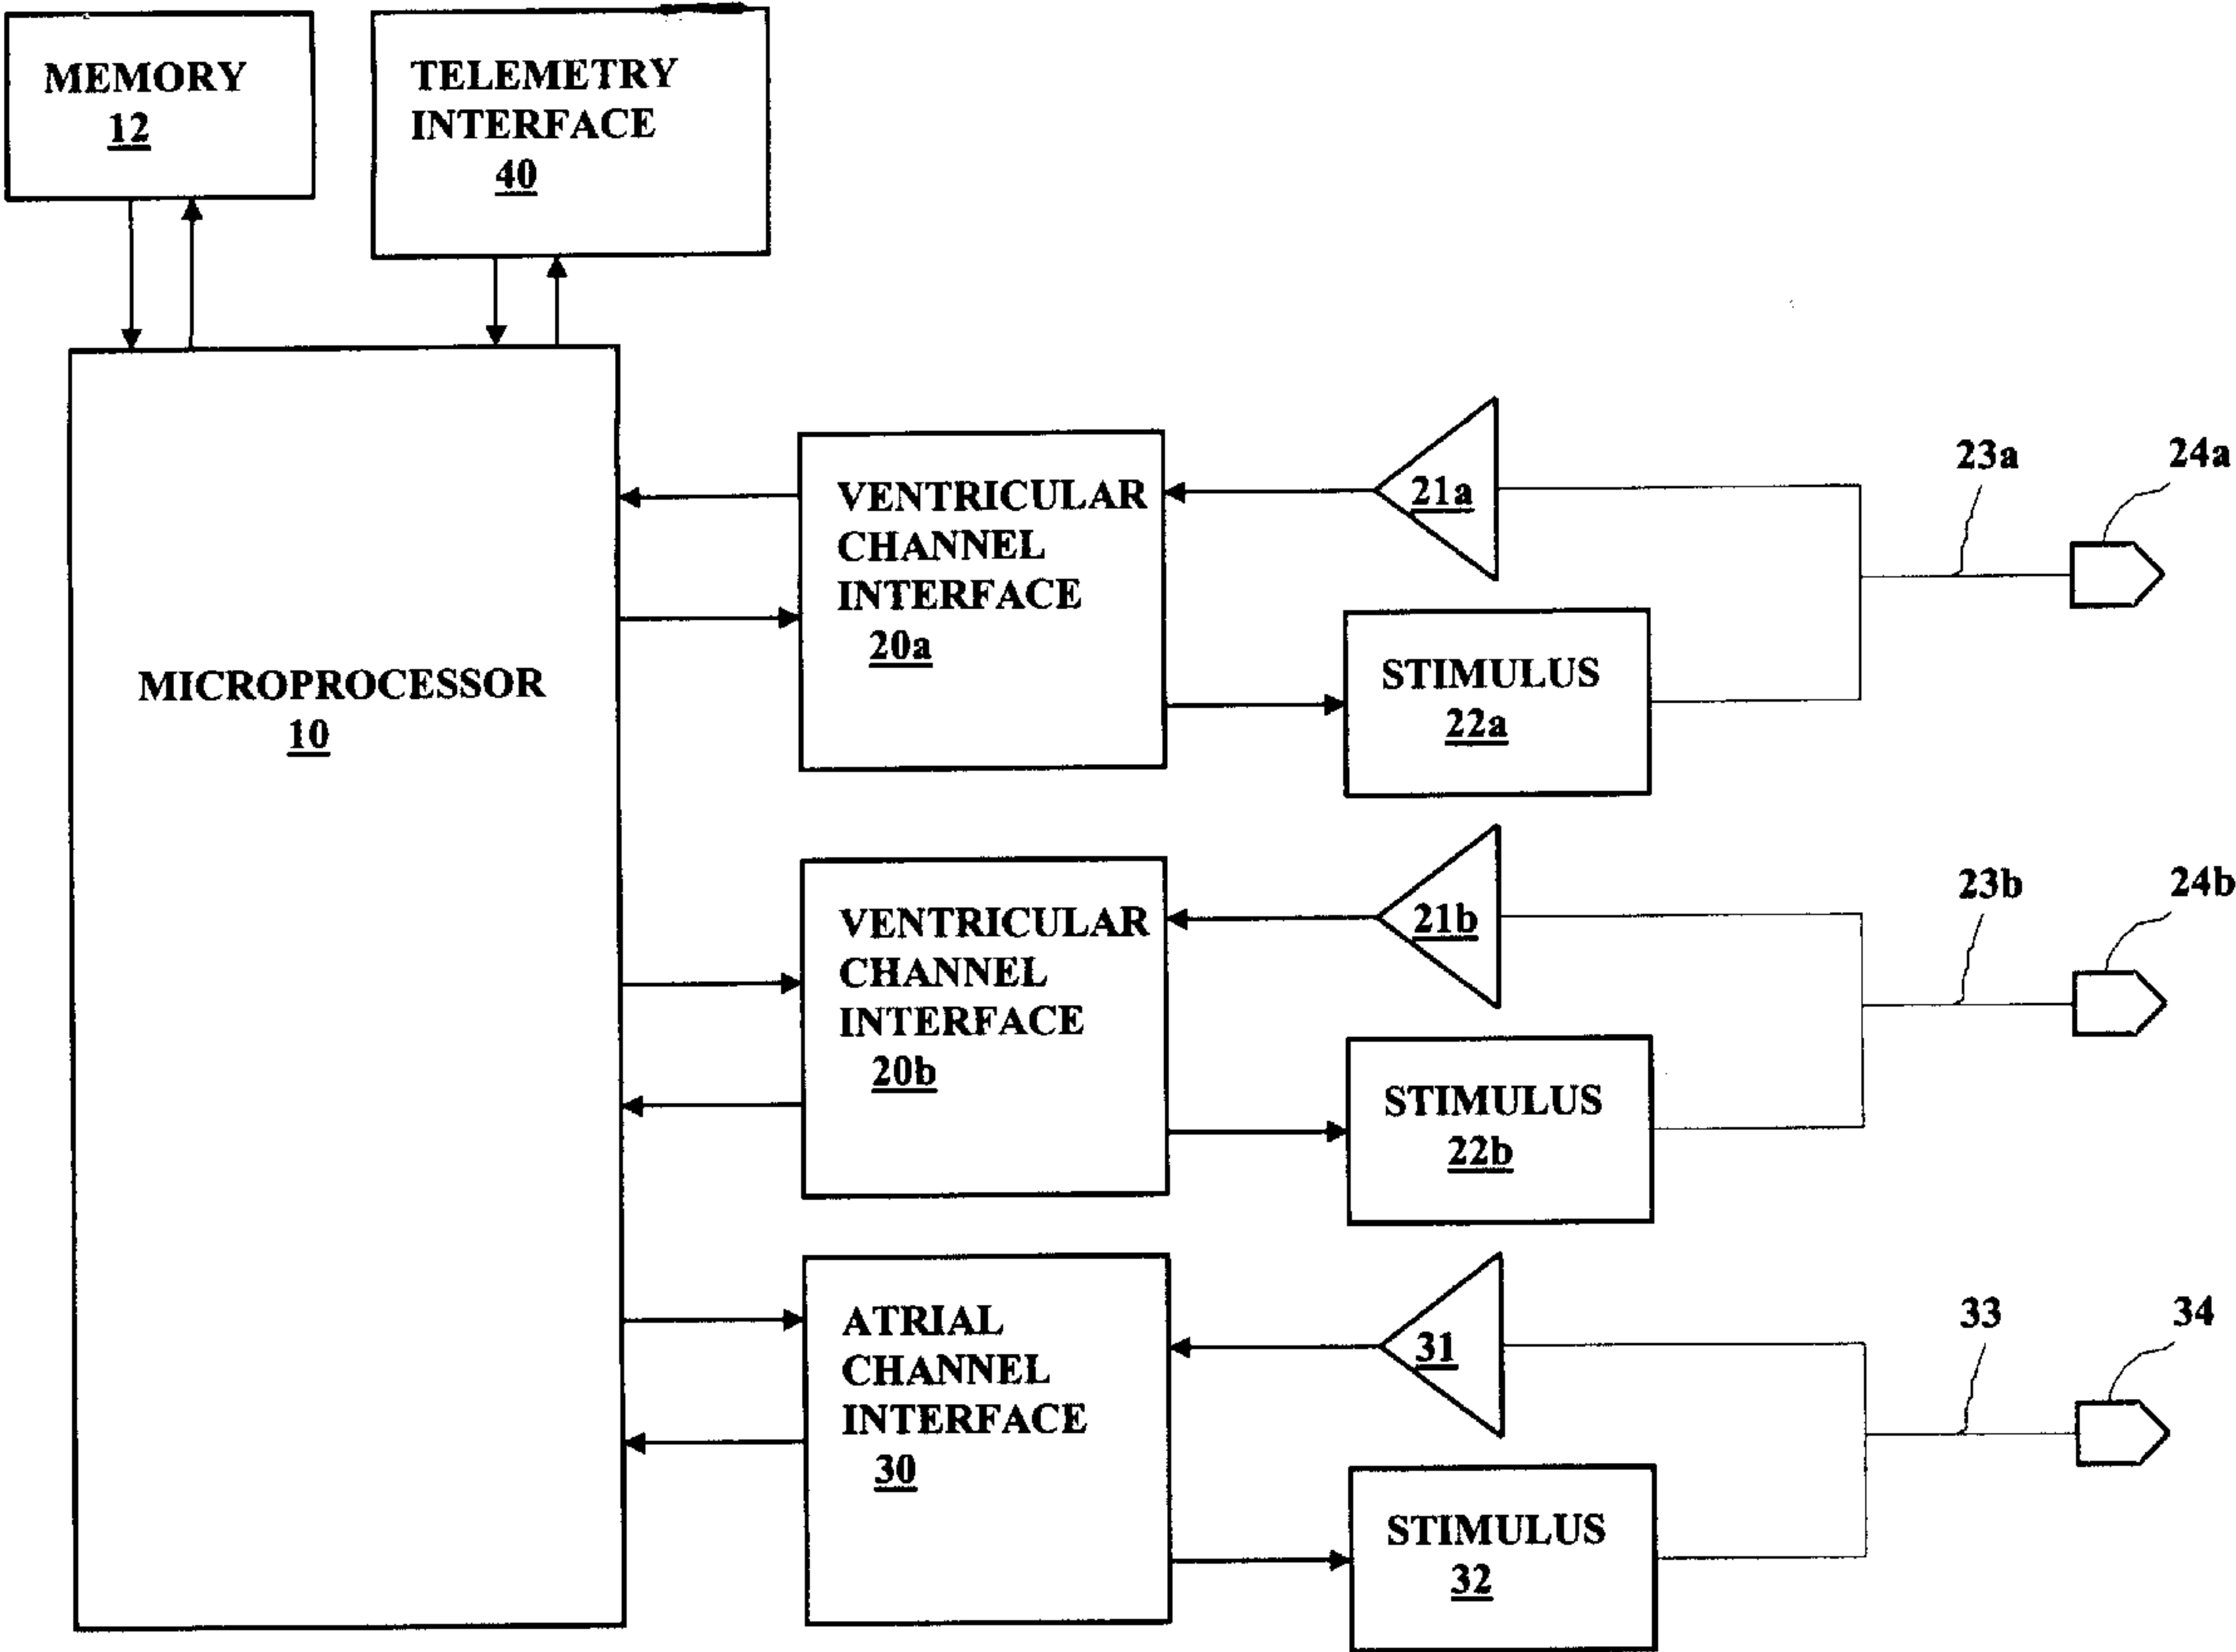 MEMORY
12
TELEMETRY
INTERFACE
40
MICROPROCESSOR
10
VENTRICULAR
CHANNEL
INTERFACE
20a
21a
STIMULUS
22a
23a
24a
VENTRICULAR
CHANNEL
INTERFACE
20b
21b
STIMULUS
22b
23b
24b
ATRIAL
CHANNEL
INTERFACE
30
31
STIMULUS
32
33
34